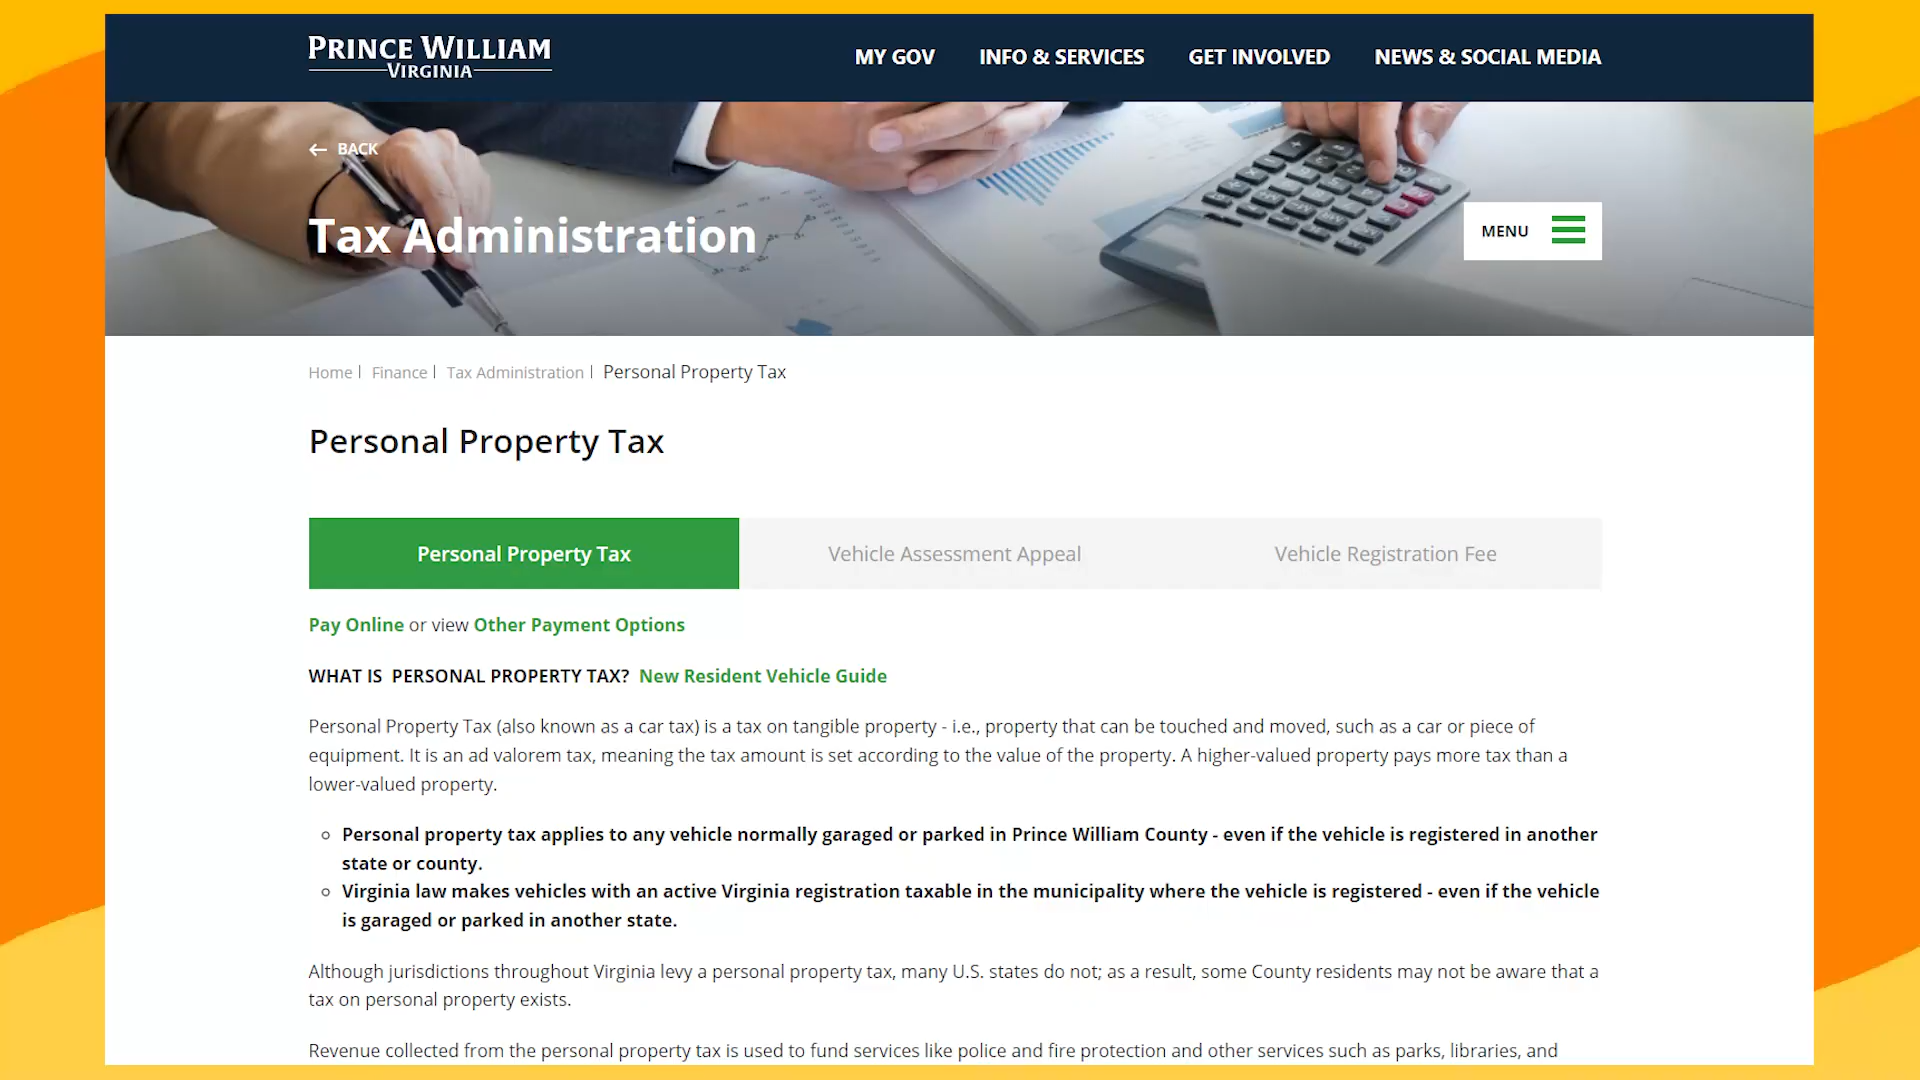 PRINCE WILLIAM
VIRGINIA
MY GOV INFO & SERVICES GET INVOLVED NEWS & SOCIAL MEDIA
← BACK
Tax Administration
MENU
Home | Finance | Tax Administration | Personal Property Tax
Personal Property Tax
Personal Property Tax Vehicle Assessment Appeal Vehicle Registration Fee
Pay Online or view Other Payment Options
WHAT IS PERSONAL PROPERTY TAX? New Resident Vehicle Guide
Personal Property Tax (also known as a car tax) is a tax on tangible property - i.e., property that can be touched and moved, such as a car or piece of
equipment. It is an ad valorem tax, meaning the tax amount is set according to the value of the property. A higher-valued property pays more tax than a
lower-valued property.
Personal property tax applies to any vehicle normally garaged or parked in Prince William County - even if the vehicle is registered in another
state or county.
Virginia law makes vehicles with an active Virginia registration taxable in the municipality where the vehicle is registered - even if the vehicle
is garaged or parked in another state.
Although jurisdictions throughout Virginia levy a personal property tax, many U.S. states do not; as a result, some County residents may not be aware that a
tax on personal property exists.
Revenue collected from the personal property tax is used to fund services like police and fire protection and other services such as parks, libraries, and